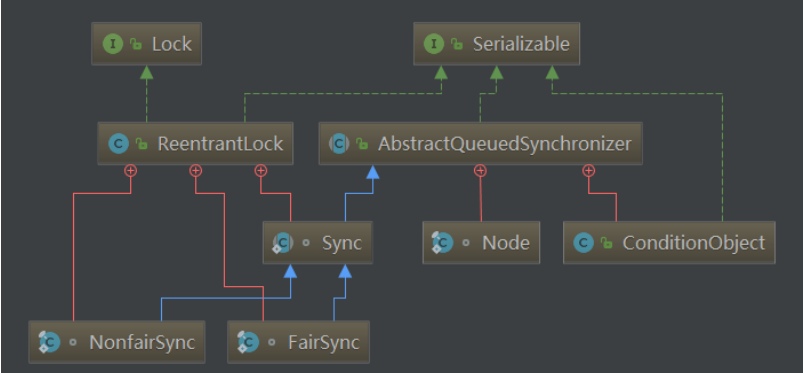 I Lock
I Serializable
C ReentrantLock
C AbstractQueuedSynchronizer
C Sync
C Node
C ConditionObject
C NonfairSync
C FairSync